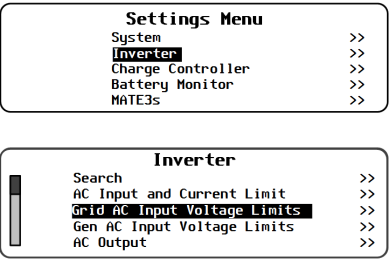 Settings Menu
System >>
Inverter >>
Charge Controller >>
Battery Monitor >>
MATE3s >>
Inverter
Search >>
AC Input and Current Limit >>
Grid AC Input Voltage Limits >>
Gen AC Input Voltage Limits >>
AC Output >>